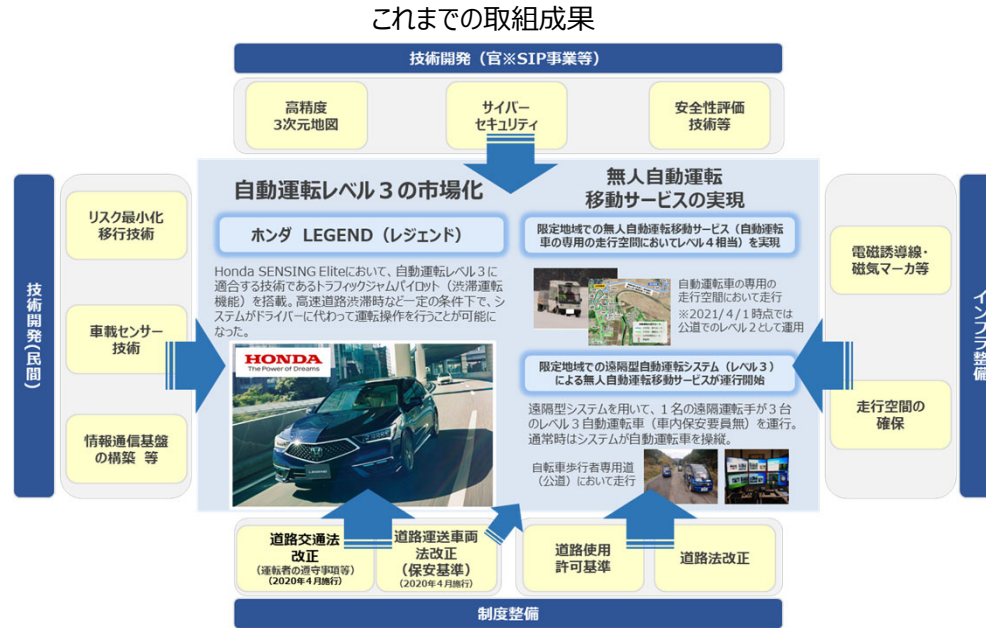 これまでの取組成果
技術開発（官※SIP事業等）
高精度
3次元地図
サイバー
セキュリティ
安全性評価
技術等
技術開発(民間)
リスク最小化
移行技術
車載センサー
技術
情報通信基盤
の構築 等
自動運転レベル３の市場化
ホンダ LEGEND（レジェンド）
Honda SENSING Eliteにおいて、自動運転レベル３に
適合する技術であるトラフィックジャムパイロット（渋滞運転
機能）を搭載。高速道路渋滞時など一定の条件下で、シ
ステムがドライバーに代わって運転操作を行うことが可能に
なった。
HONDA
The Power of Dreams
LEGEND
無人自動運転
移動サービスの実現
限定地域での無人自動運転移動サービス（自動運転
車の専用の走行空間においてレベル４相当）を実現
自動運転車の専用の
走行空間において走行
※2021/４/１時点では
公道でのレベル２として運用
限定地域での遠隔型自動運転システム（レベル３）
による無人自動運転移動サービスが運行開始
遠隔型システムを用いて、１名の遠隔運転手が３台
のレベル３自動運転車（車内保安要員無）を運行。
通常時はシステムが自動運転車を操縦。
自転車歩行者専用道
（公道）において走行
電磁誘導線・
磁気マーカ等
走行空間の
確保
インフラ整備
道路交通法
改正
（運転者の遵守事項等）
（2020年４月施行）
道路運送車両
法改正
（保安基準）
（2020年４月施行）
道路使用
許可基準
道路法改正
制度整備